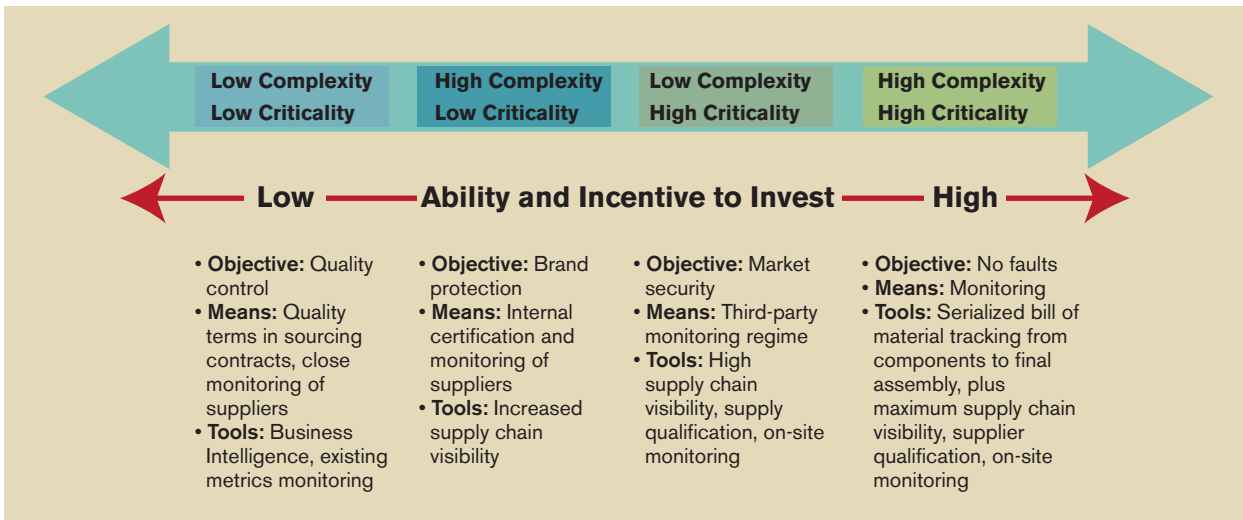 Low Complexity
Low Criticality
High Complexity
Low Criticality
Low Complexity
High Criticality
High Complexity
High Criticality
Low
Ability and Incentive to Invest
High
• Objective: Quality
control
• Means: Quality
terms in sourcing
contracts, close
monitoring of
suppliers
• Tools: Business
Intelligence, existing
metrics monitoring
• Objective: Brand
protection
• Means: Internal
certification and
monitoring of
suppliers
• Tools: Increased
supply chain
visibility
• Objective: Market
security
• Means: Third-party
monitoring regime
• Tools: High
supply chain
visibility, supply
qualification, on-site
monitoring
• Objective: No faults
• Means: Monitoring
• Tools: Serialized bill of
material tracking from
components to final
assembly, plus
maximum supply chain
visibility, supplier
qualification, on-site
monitoring